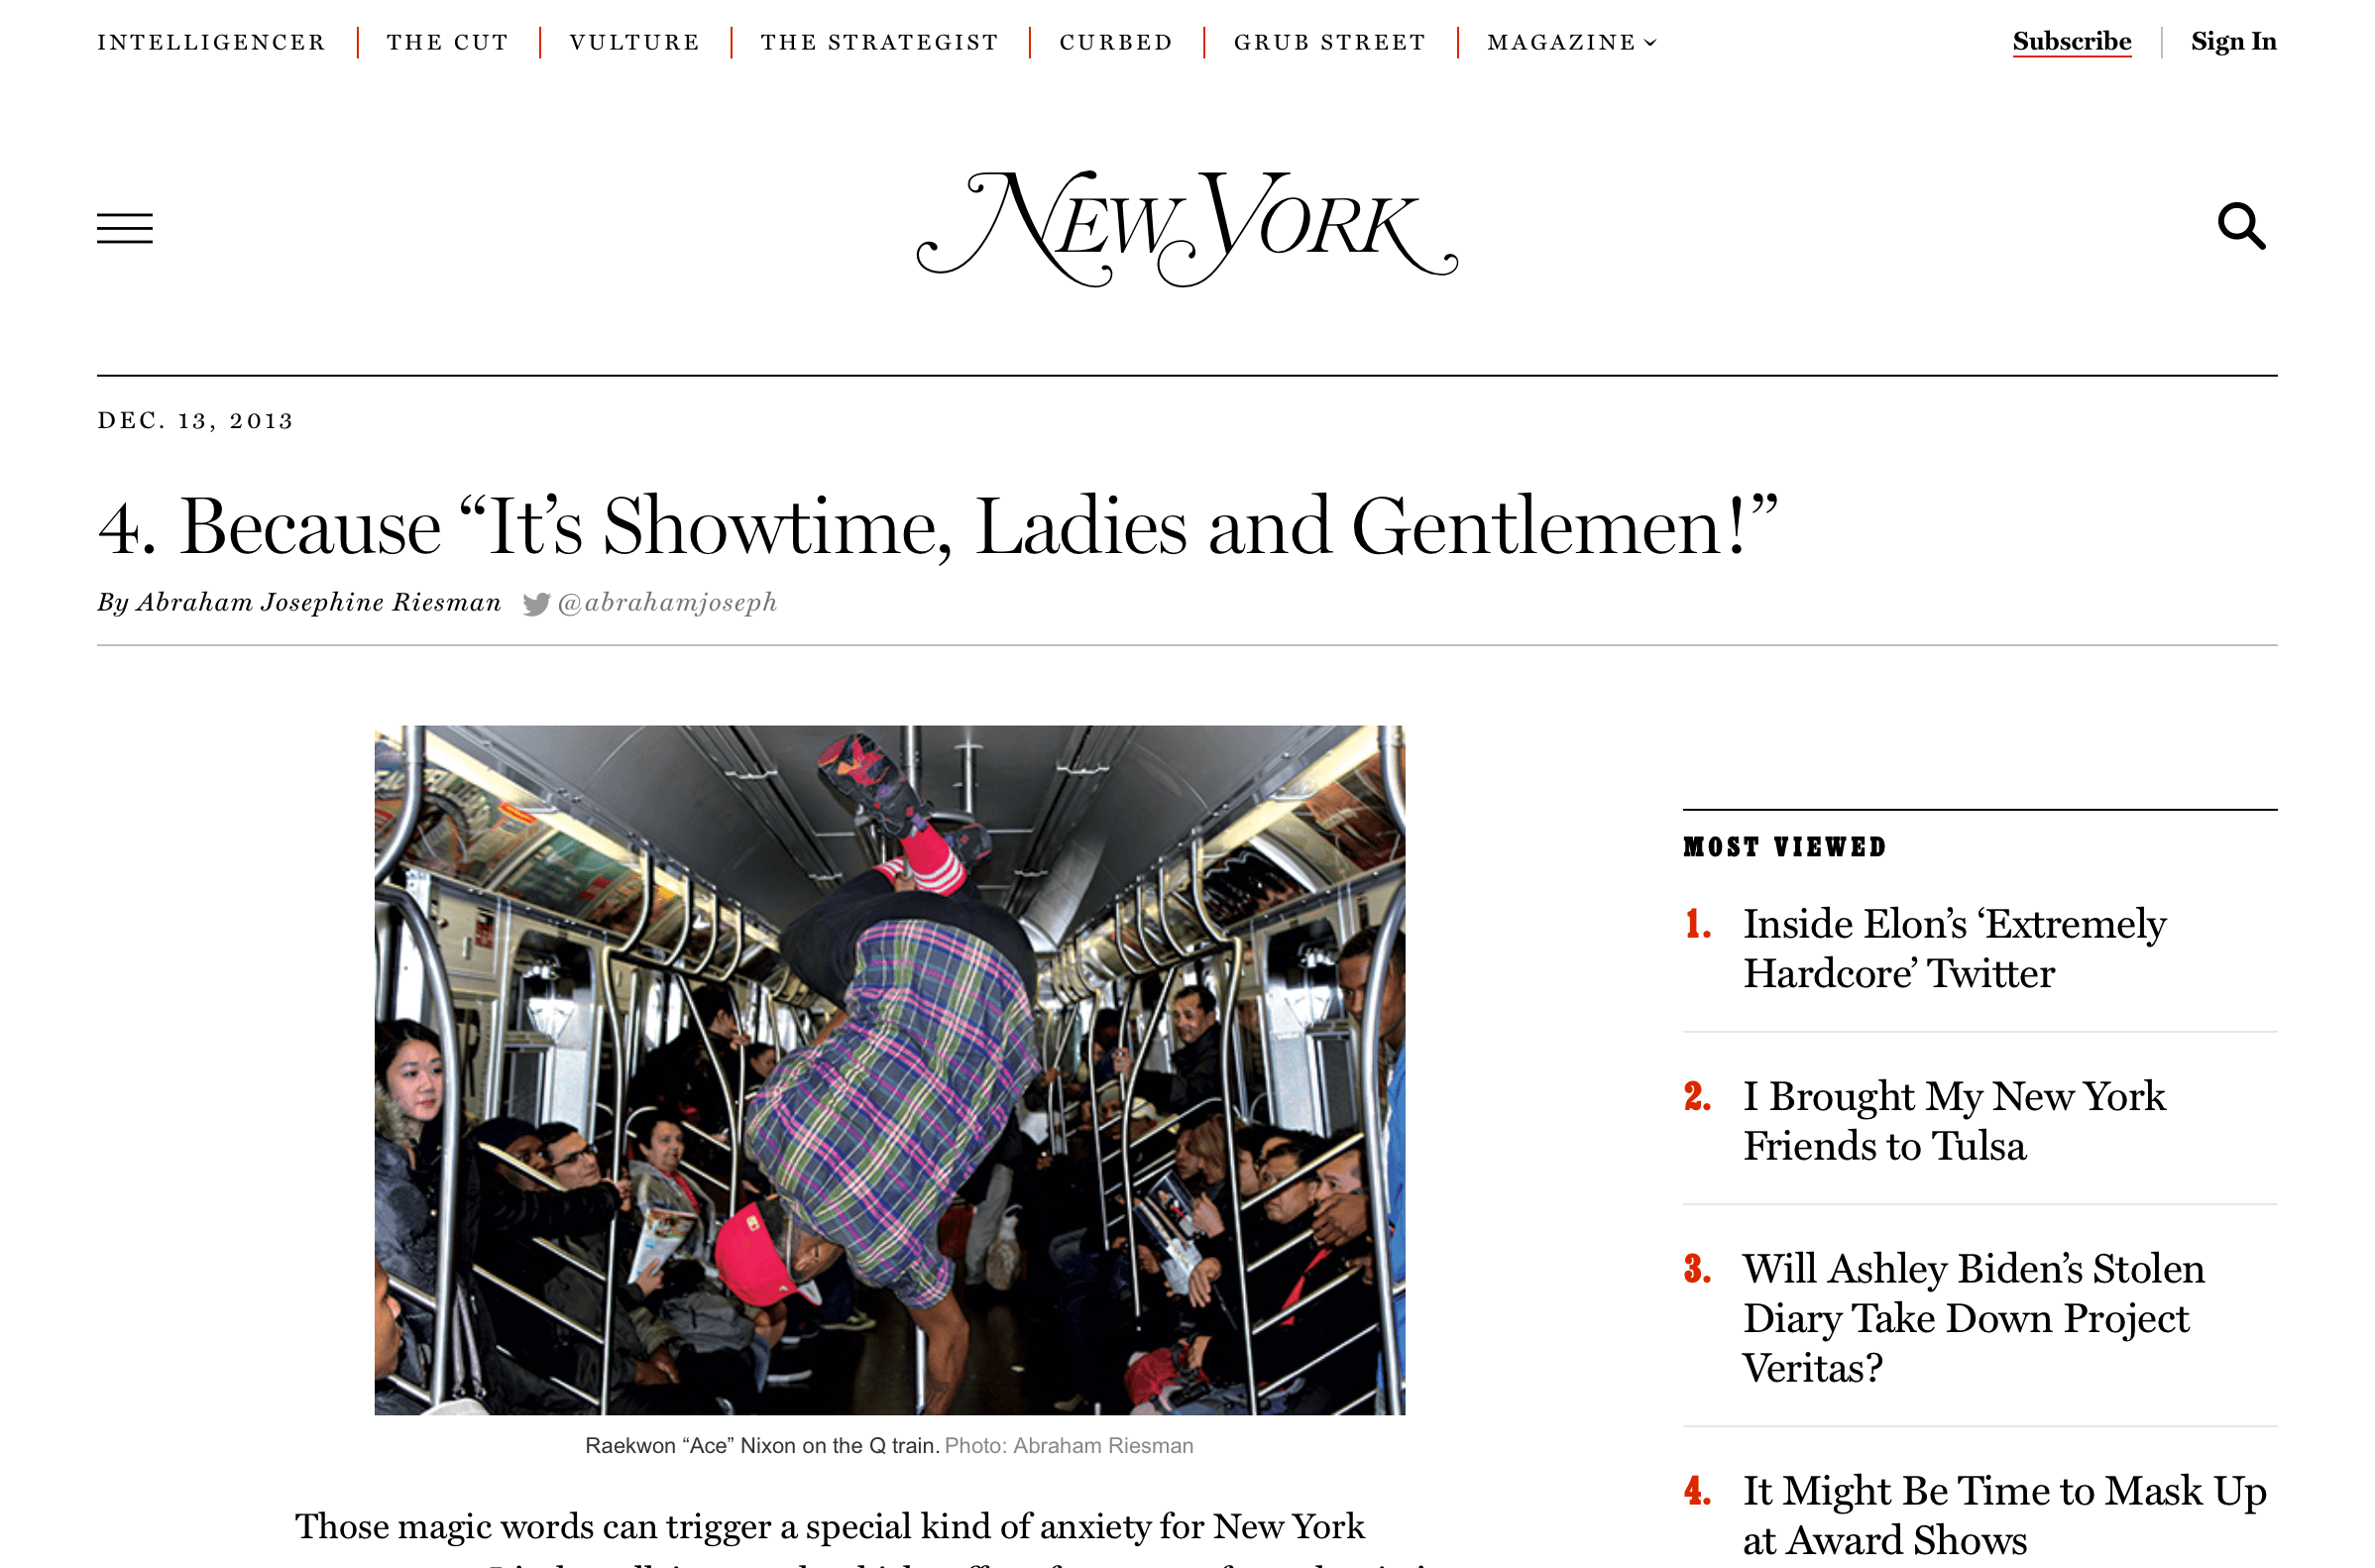 INTELLIGENCER THE CUT VULTURE THE STRATEGIST CURBED GRUB STREET MAGAZINE Subscribe Sign In
NEW YORK
DEC. 13, 2013
4. Because “It’s Showtime, Ladies and Gentlemen!”
By Abraham Josephine Riesman @abrahamjoseph
Raekwon “Ace” Nixon on the Q train. Photo: Abraham Riesman
Those magic words can trigger a special kind of anxiety for New York
MOST VIEWED
1. Inside Elon’s ‘Extremely
Hardcore’ Twitter
2. I Brought My New York
Friends to Tulsa
3. Will Ashley Biden’s Stolen
Diary Take Down Project
Veritas?
4. It Might Be Time to Mask Up
at Award Shows